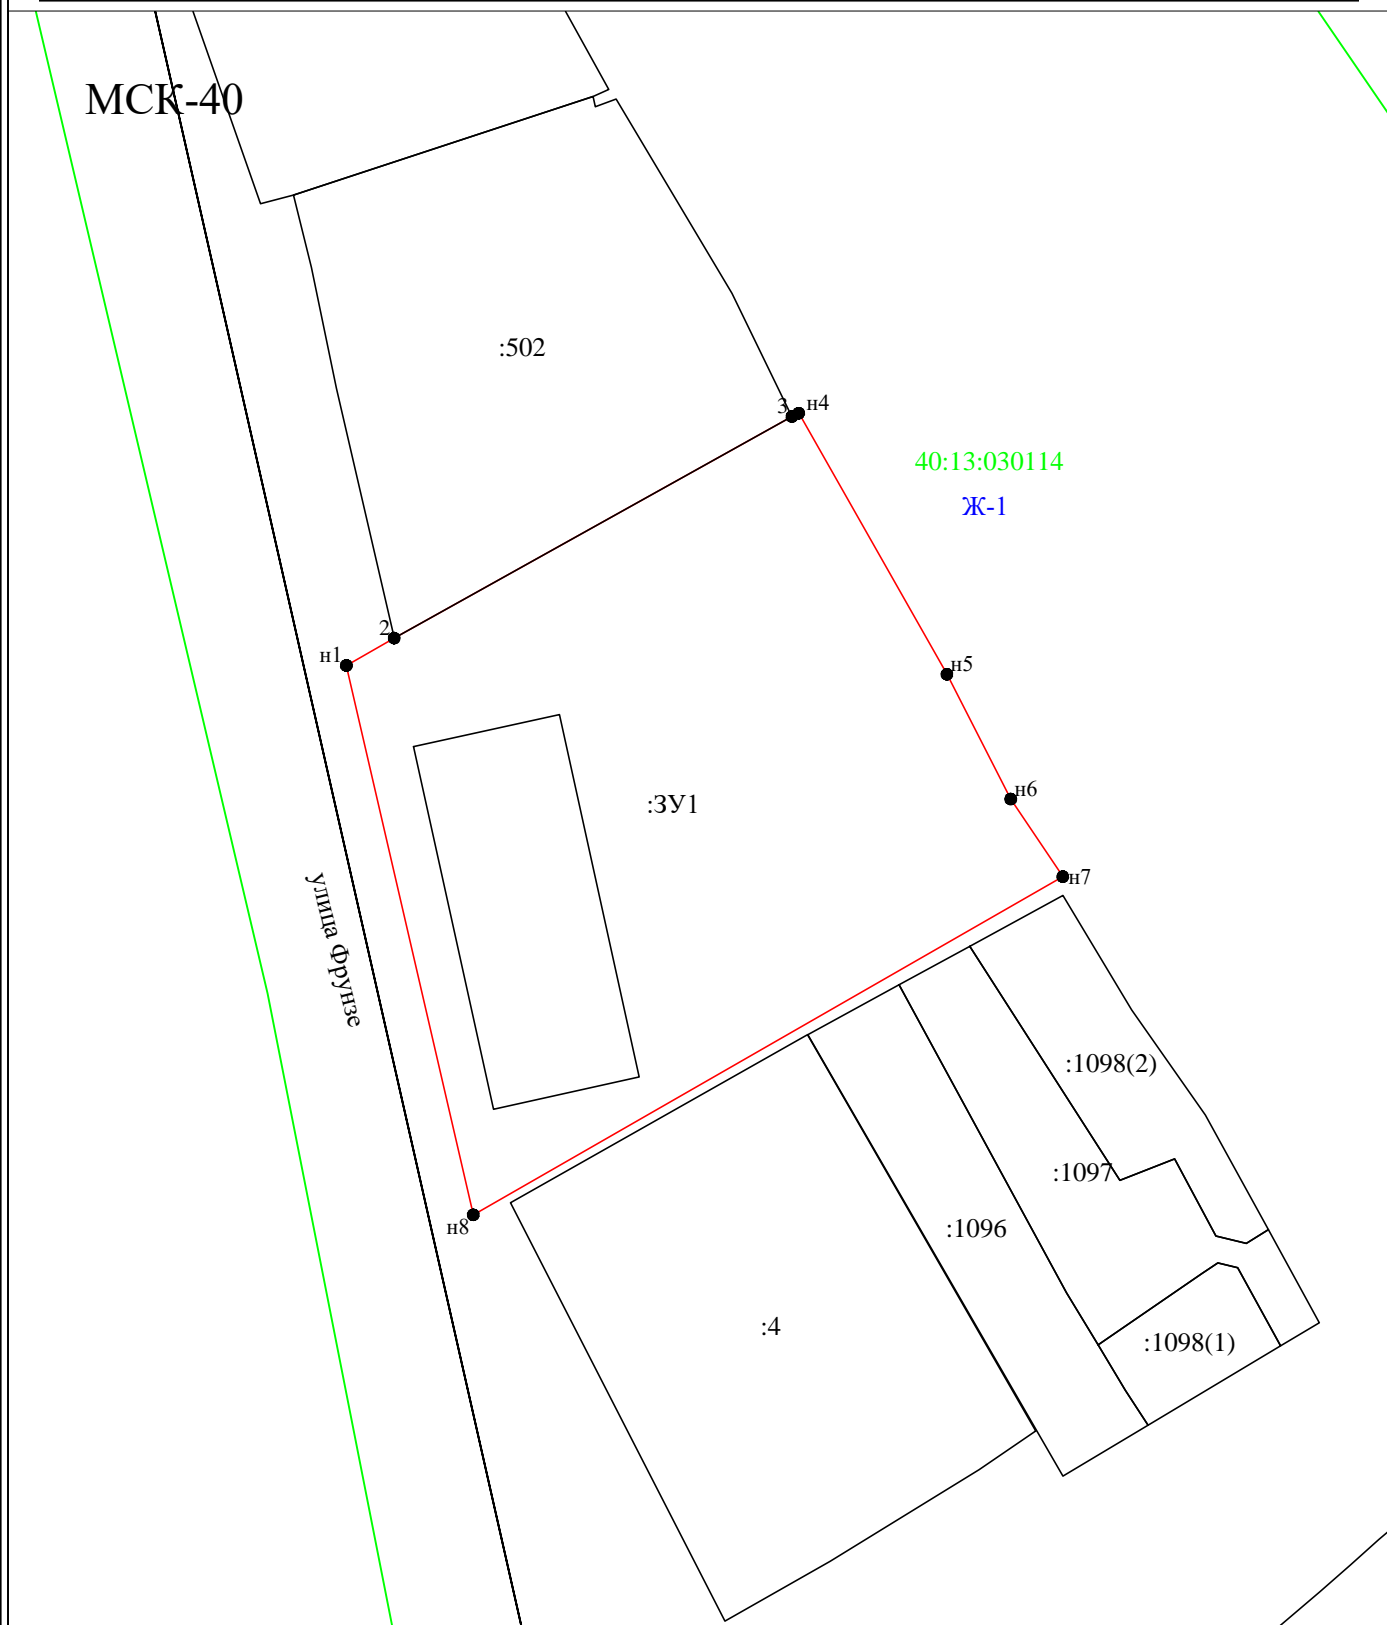 МСК-40
:502
3
н4
40:13:030114
Ж-1
2
н1
н5
н6
:ЗУ1
н7
улица Фрунзе
:1098(2)
:1097
н8
:1096
:4
:1098(1)